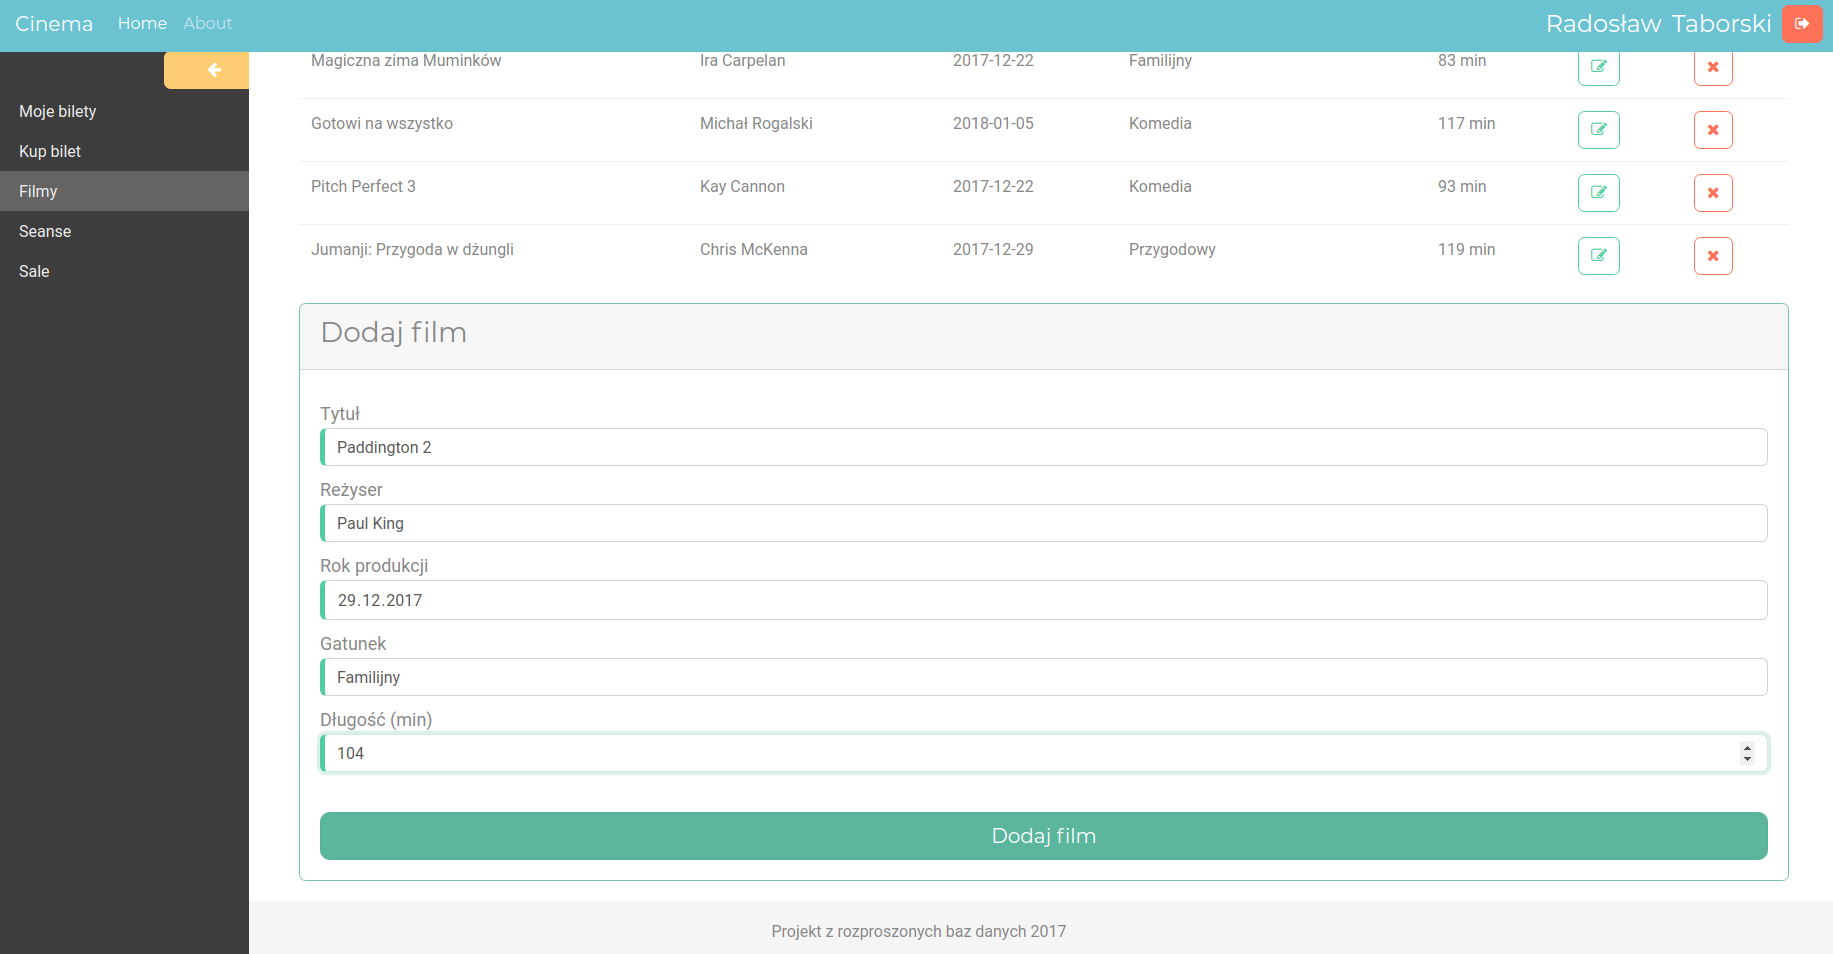 Cinema Home About Radosław Taborski
Moje bilety
Kup bilet
Filmy
Seanse
Sale
Magiczna zima Muminków Ira Carpelan 2017-12-22 Familijny 83 min
Gotowi na wszystko Michał Rogalski 2018-01-05 Komedia 117 min
Pitch Perfect 3 Kay Cannon 2017-12-22 Komedia 93 min
Jumanji: Przygoda w dżungli Chris McKenna 2017-12-29 Przygodowy 119 min
Dodaj film
Tytuł
Paddington 2
Reżyser
Paul King
Rok produkcji
29.12.2017
Gatunek
Familijny
Długość (min)
104
Dodaj film
Projekt z rozproszonych baz danych 2017